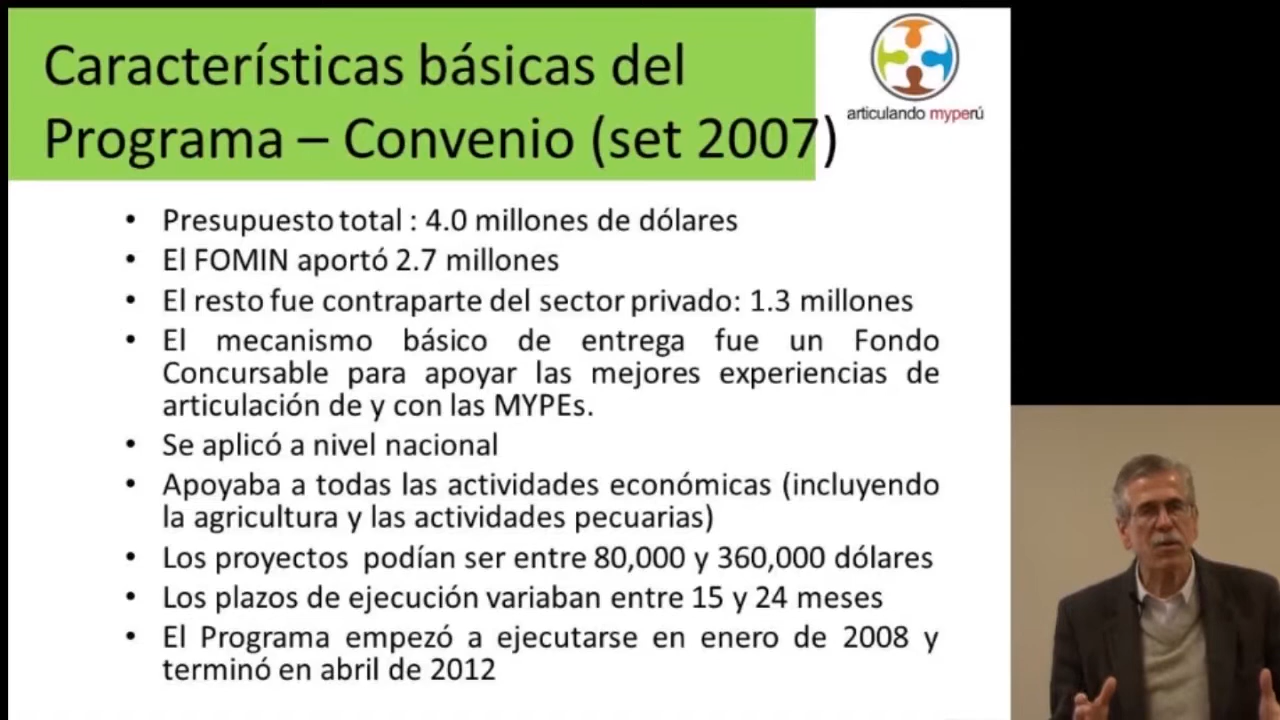 Características básicas del
Programa – Convenio (set 2007)
articulando myperú
• Presupuesto total : 4.0 millones de dólares
• El FOMIN aportó 2.7 millones
• El resto fue contraparte del sector privado: 1.3 millones
• El mecanismo básico de entrega fue un Fondo
Concursable para apoyar las mejores experiencias de
articulación de y con las MYPEs.
• Se aplicó a nivel nacional
• Apoyaba a todas las actividades económicas (incluyendo
la agricultura y las actividades pecuarias)
• Los proyectos podían ser entre 80,000 y 360,000 dólares
• Los plazos de ejecución variaban entre 15 y 24 meses
• El Programa empezó a ejecutarse en enero de 2008 y
terminó en abril de 2012